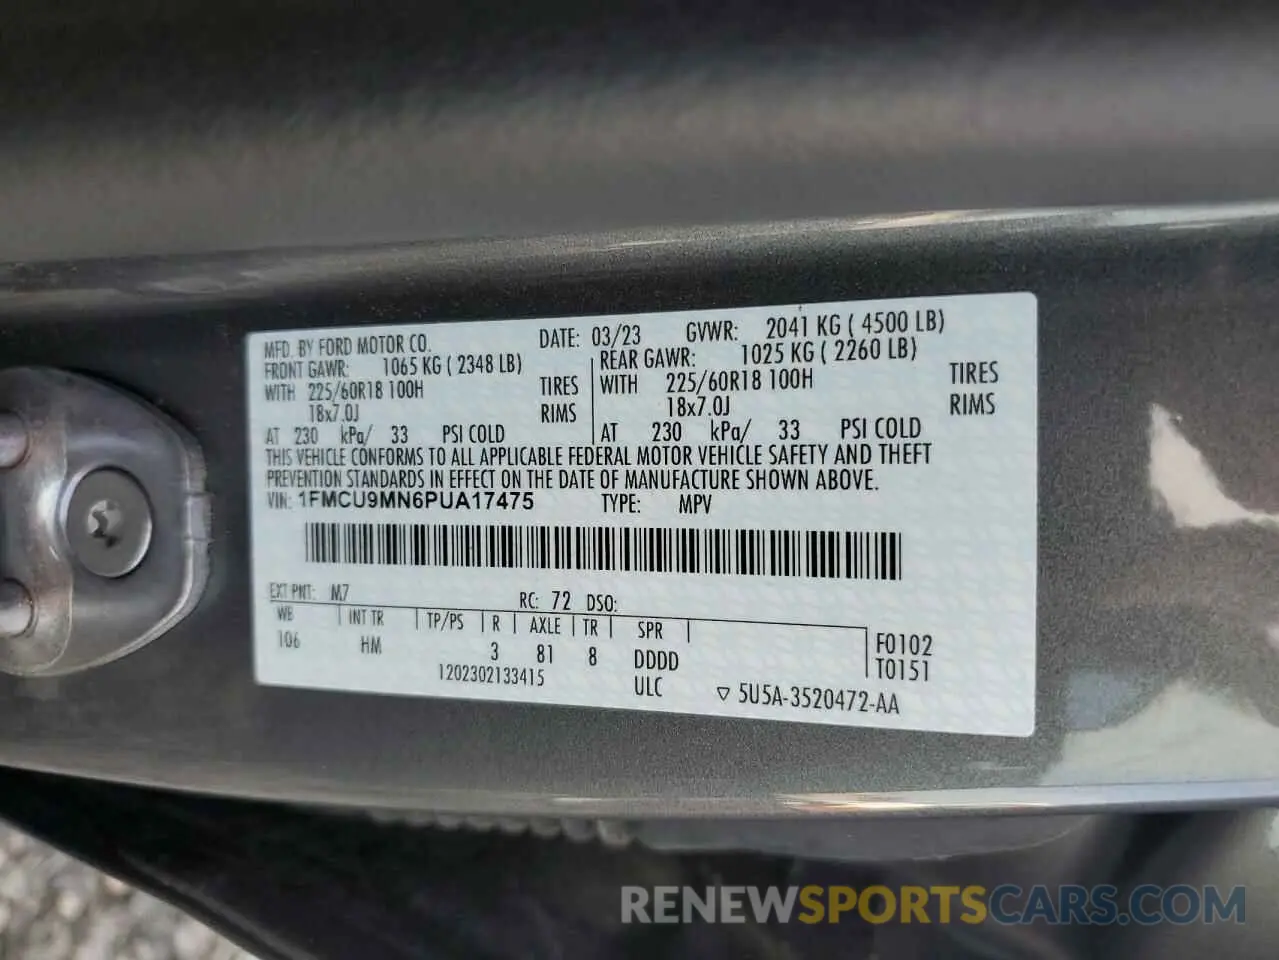 MFD. BY FORD MOTOR CO. DATE: 03/23 GVWR: 2041 KG ( 4500 LB)
FRONT GAWR: 1065 KG ( 2348 LB) REAR GAWR: 1025 KG ( 2260 LB)
WITH 225/60R18 100H TIRES WITH 225/60R18 100H TIRES
18x7.0J RIMS 18x7.0J RIMS
AT 230 kPa/ 33 PSI COLD AT 230 kPa/ 33 PSI COLD
THIS VEHICLE CONFORMS TO ALL APPLICABLE FEDERAL MOTOR VEHICLE SAFETY AND THEFT
PREVENTION STANDARDS IN EFFECT ON THE DATE OF MANUFACTURE SHOWN ABOVE.
VIN: 1FMCU9MN6PUA17475 TYPE: MPV
EXT PNT: M7 RC: 72 DSO:
WB INT TR TP/PS R AXLE TR SPR
106 HM 3 81 8 DDDD F0102
1202302133415 ULC T0151
▽ 5U5A-3520472-AA
RENEWSPORTSCARS.COM